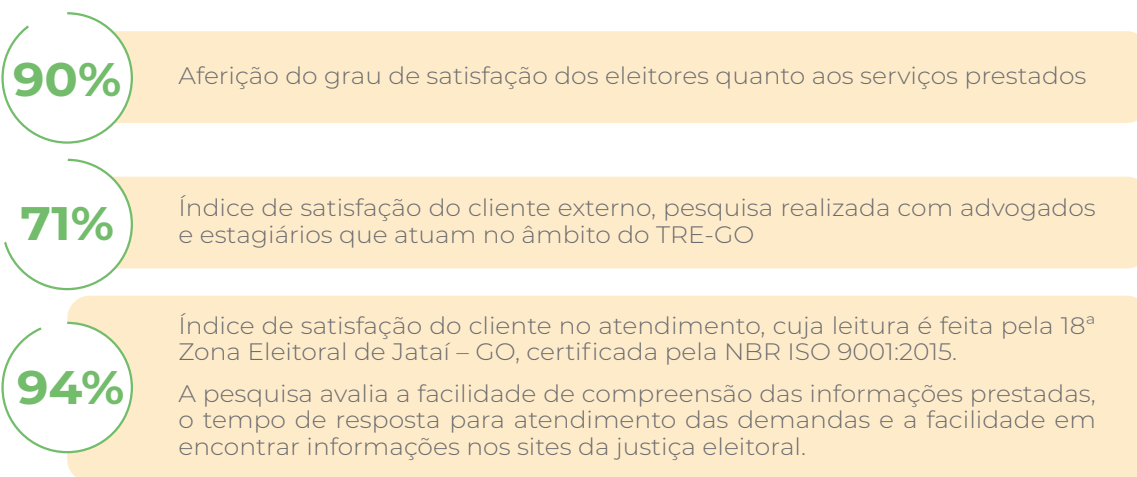 90%
Aferição do grau de satisfação dos eleitores quanto aos serviços prestados
71%
Índice de satisfação do cliente externo, pesquisa realizada com advogados
e estagiários que atuam no âmbito do TRE-GO
94%
Índice de satisfação do cliente no atendimento, cuja leitura é feita pela 18ª
Zona Eleitoral de Jataí – GO, certificada pela NBR ISO 9001:2015.
A pesquisa avalia a facilidade de compreensão das informações prestadas,
o tempo de resposta para atendimento das demandas e a facilidade em
encontrar informações nos sites da justiça eleitoral.